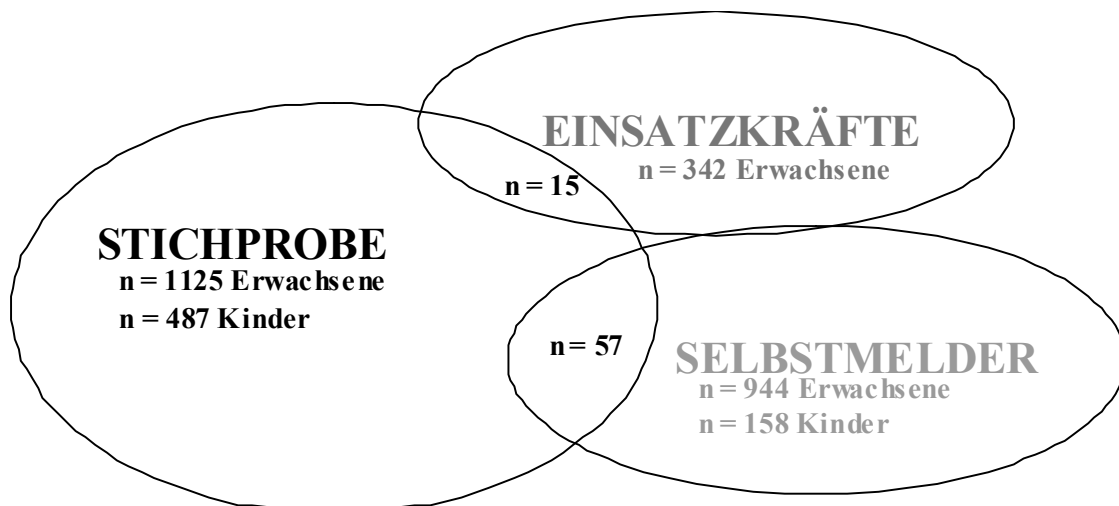 EINSATZKRÄFTE
n = 342 Erwachsene
n = 15
STICHPROBE
n = 1125 Erwachsene
n = 487 Kinder
n = 57
SELBSTMELDER
n = 944 Erwachsene
n = 158 Kinder